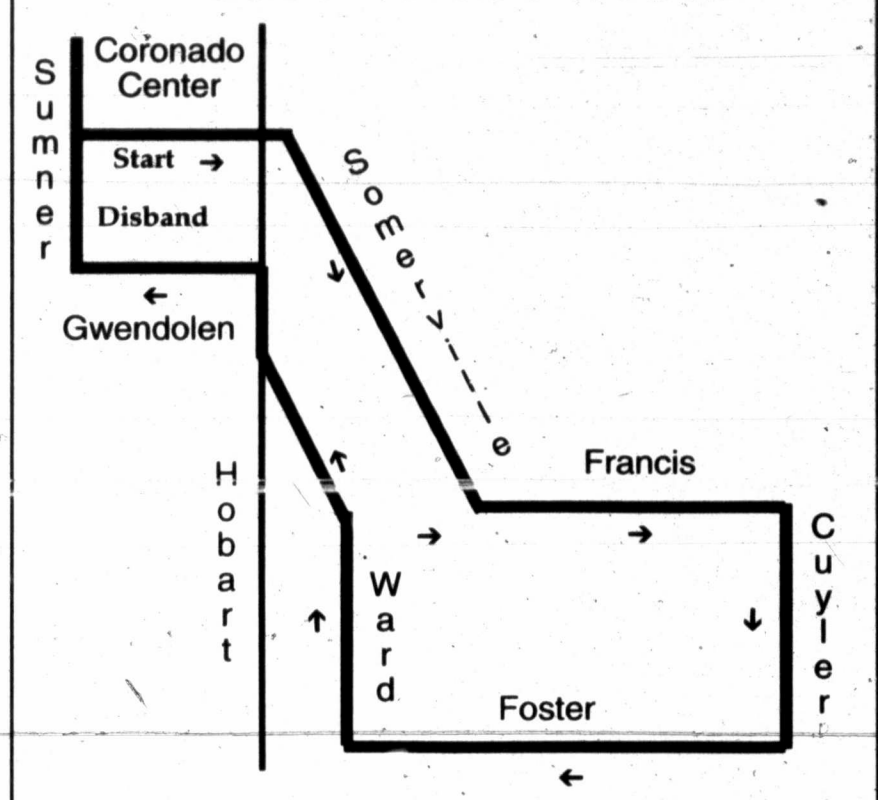 Coronado
Center
Sumner
Start →
Disband
Somerville
←
Gwendolen
Hobart
Francis
Cuyler
Ward
Foster